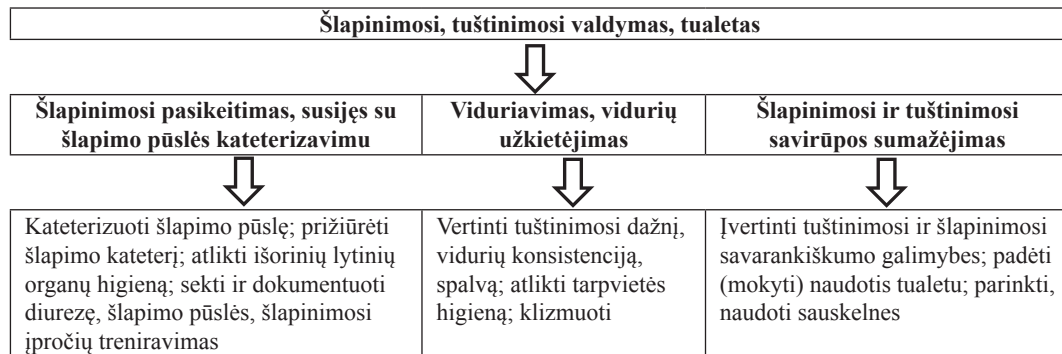 Šlapinimosi, tuštinimosi valdymas, tualetas
Šlapinimosi pasikeitimas, susijęs su
šlapimo pūslės kateterizavimu
Viduriavimas, vidurių
užkietėjimas
Šlapinimosi ir tuštinimosi
savirūpos sumažėjimas
Kateterizuoti šlapimo pūslę; prižiūrėti
šlapimo kateterį; atlikti išorinių lytinių
organų higieną; sekti ir dokumentuoti
diurezę, šlapimo pūslės, šlapinimosi
įpročių treniravimas
Vertinti tuštinimosi dažnį,
vidurių konsistenciją,
spalvą; atlikti tarpvietės
higieną; klizmuoti
Įvertinti tuštinimosi ir šlapinimosi
savarankiškumo galimybes; padėti
(mokyti) naudotis tualetu; parinkti,
naudoti sauskelnes